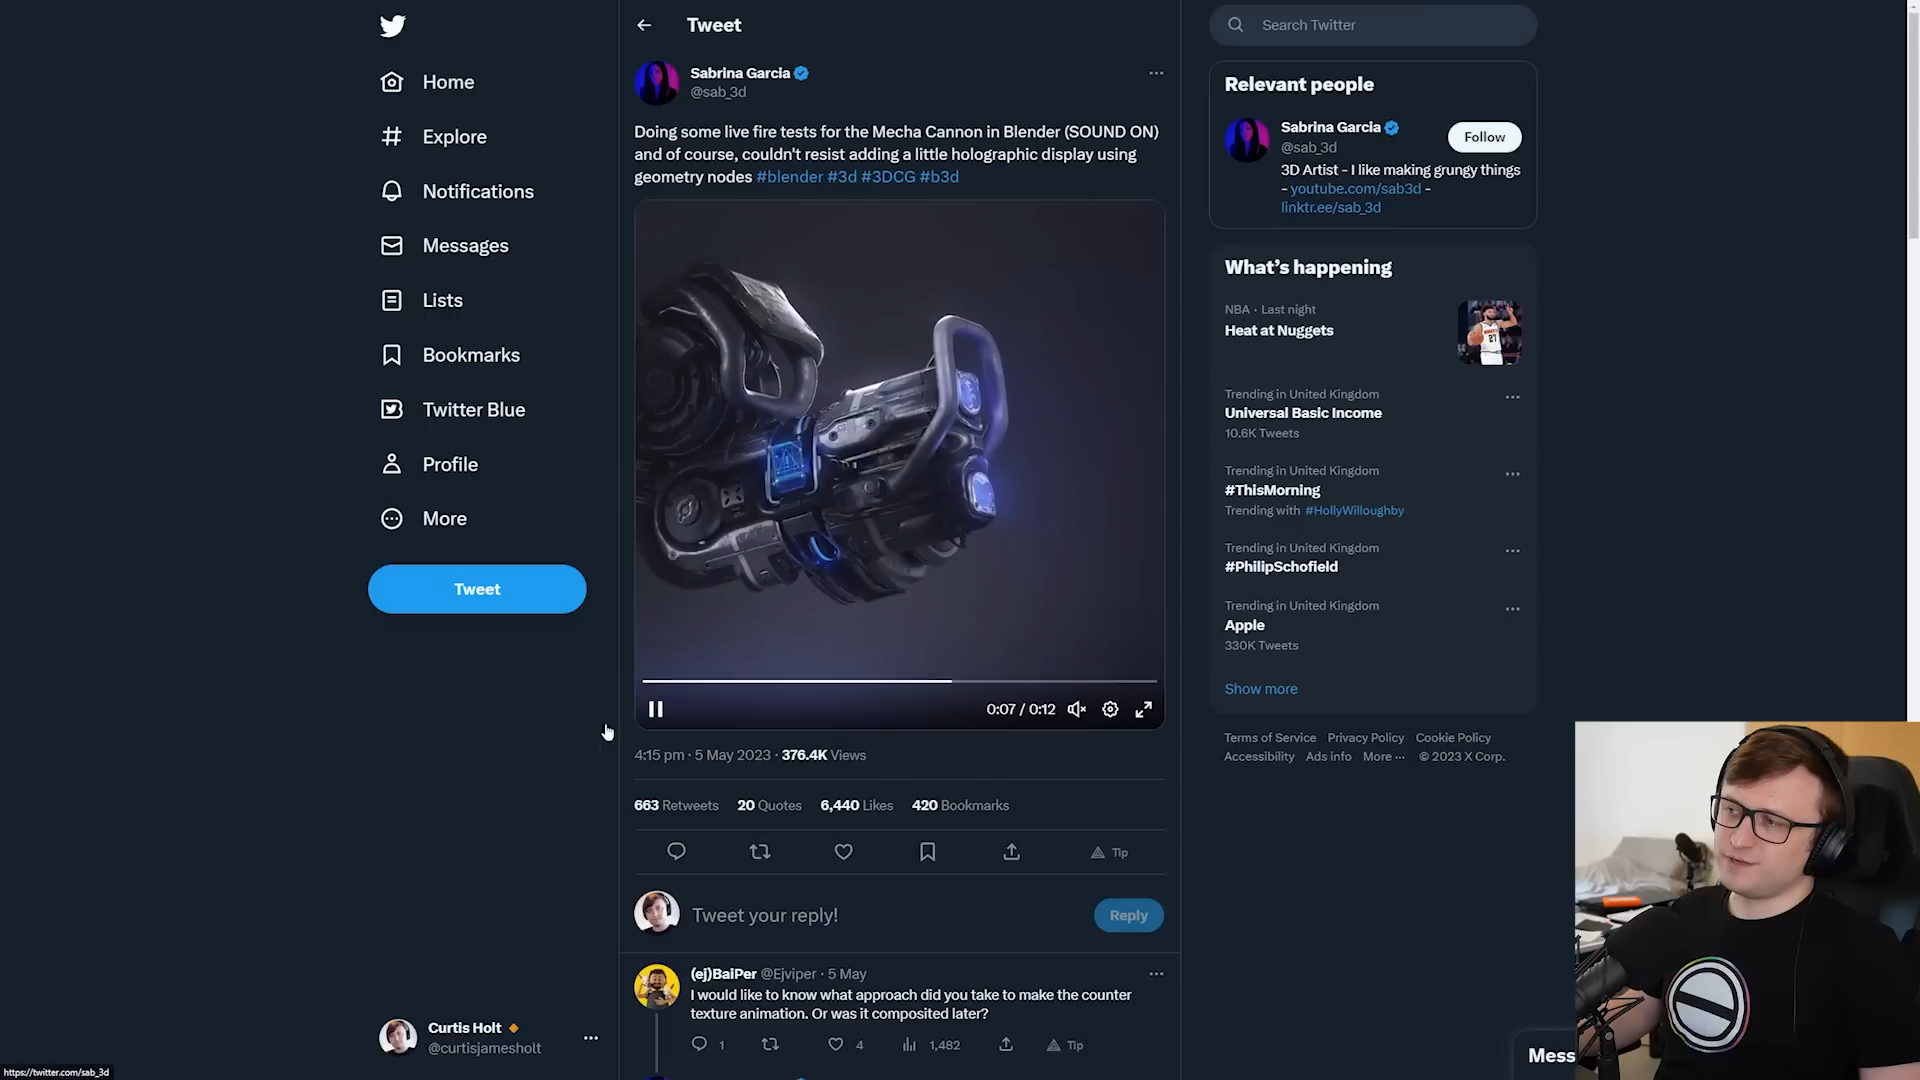 Home
Explore
Notifications
Messages
Lists
Bookmarks
Twitter Blue
Profile
More
Tweet
Curtis Holt
@curtisjamesholt
https://twitter.com/sab_3d
Tweet
Sabrina Garcia
@sab_3d
Doing some live fire tests for the Mecha Cannon in Blender (SOUND ON)
and of course, couldn't resist adding a little holographic display using
geometry nodes #blender #3d #3DCG #b3d
0:07 / 0:12
4:15 pm · 5 May 2023 · 376.4K Views
663 Retweets 20 Quotes 6,440 Likes 420 Bookmarks
Tip
Tweet your reply!
Reply
(ej)BaiPer @Ejviper · 5 May
I would like to know what approach did you take to make the counter
texture animation. Or was it composited later?
1 4 1,482 Tip
Search Twitter
Relevant people
Sabrina Garcia
@sab_3d
Follow
3D Artist - I like making grungy things
- youtube.com/sab3d -
linktr.ee/sab_3d
What's happening
NBA · Last night
Heat at Nuggets
Trending in United Kingdom
Universal Basic Income
10.6K Tweets
Trending in United Kingdom
#ThisMorning
Trending with #HollyWilloughby
Trending in United Kingdom
#PhilipSchofield
Trending in United Kingdom
Apple
330K Tweets
Show more
Terms of Service Privacy Policy Cookie Policy
Accessibility Ads info More ··· © 2023 X Corp.
Mess